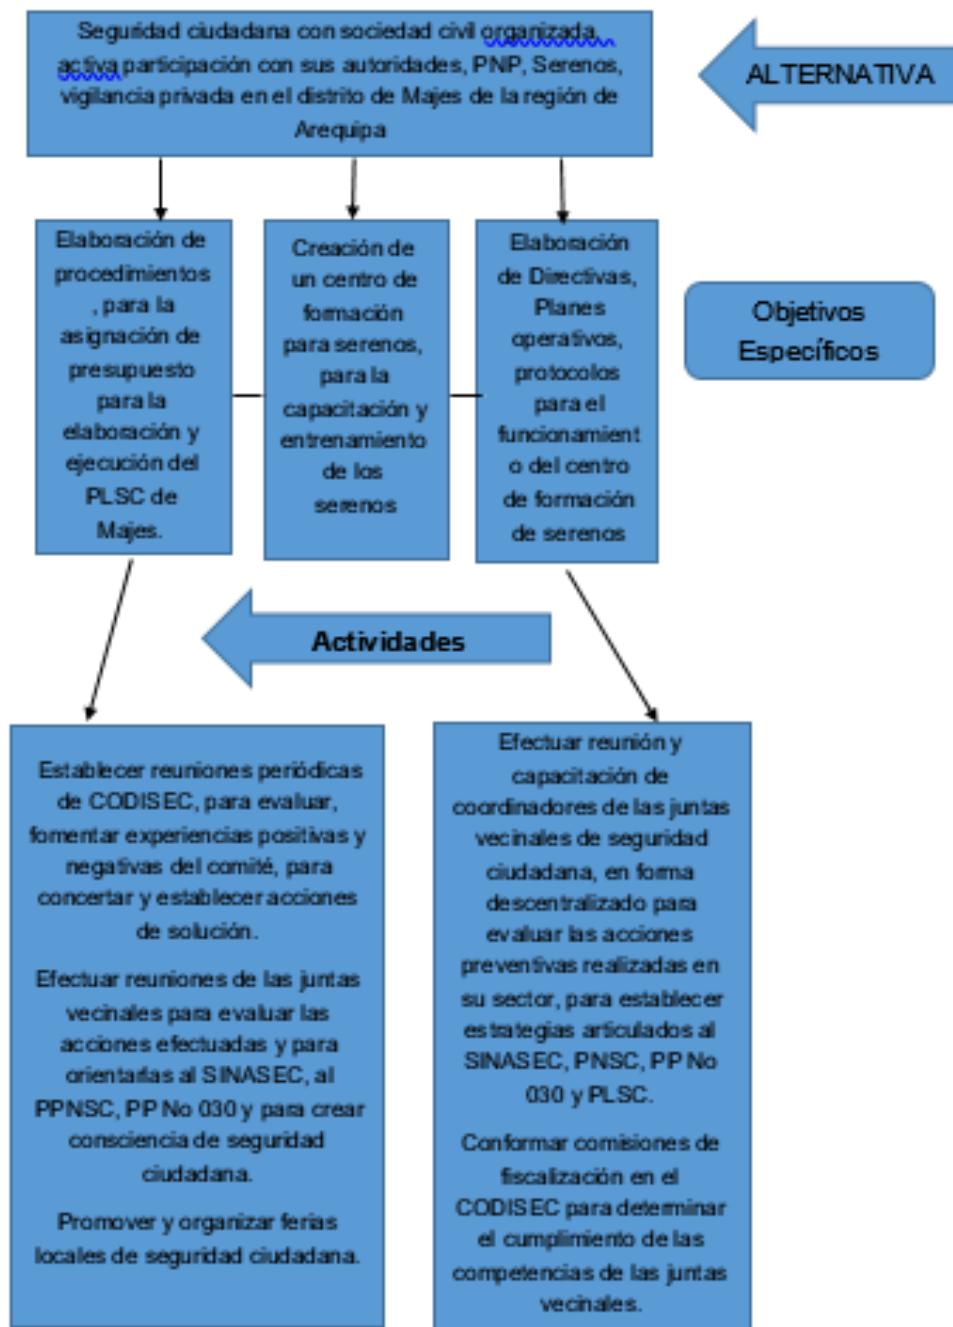 Seguridad ciudadana con sociedad civil organizada,
activa participación con sus autoridades, PNP, Serenos,
vigilancia privada en el distrito de Majes de la región de
Arequipa
ALTERNATIVA
Elaboración de
procedimientos
, para la
asignación de
presupuesto
para la
elaboración y
ejecución del
PLSC de
Majes.
Creación de
un centro de
formación
para serenos,
para la
capacitación y
entrenamiento
de los
serenos
Elaboración
de Directivas,
Planes
operativos,
protocolos
para el
funcionamient
o del centro
de formación
de serenos
Objetivos
Específicos
Actividades
Establecer reuniones periódicas
de CODISEC, para evaluar,
fomentar experiencias positivas y
negativas del comité, para
concertar y establecer acciones
de solución.
Efectuar reuniones de las juntas
vecinales para evaluar las
acciones efectuadas y para
orientarlas al SINASEC, al
PPNSC, PP No 030 y para crear
consciencia de seguridad
ciudadana.
Promover y organizar ferias
locales de seguridad ciudadana.
Efectuar reunión y
capacitación de
coordinadores de las juntas
vecinales de seguridad
ciudadana, en forma
descentralizado para
evaluar las acciones
preventivas realizadas en
su sector, para establecer
estrategias articulados al
SINASEC, PNSC, PP No
030 y PLSC.
Conformar comisiones de
fiscalización en el
CODISEC para determinar
el cumplimiento de las
competencias de las juntas
vecinales.